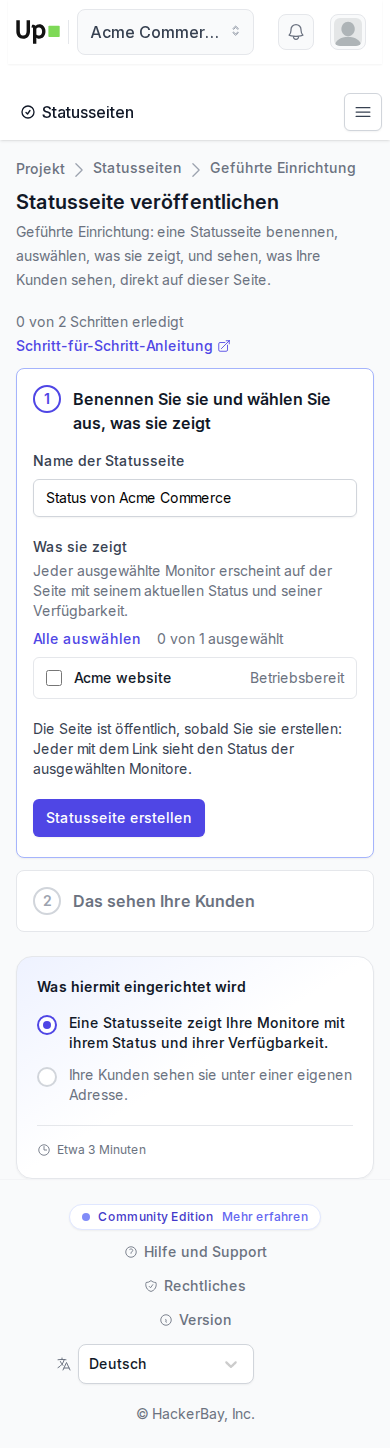 Up
Acme Commer...
Statusseiten
Projekt
Statusseiten
Geführte Einrichtung
Statusseite veröffentlichen
Geführte Einrichtung: eine Statusseite benennen,
auswählen, was sie zeigt, und sehen, was Ihre
Kunden sehen, direkt auf dieser Seite.
0 von 2 Schritten erledigt
Schritt-für-Schritt-Anleitung
1
Benennen Sie sie und wählen Sie
aus, was sie zeigt
Name der Statusseite
Status von Acme Commerce
Was sie zeigt
Jeder ausgewählte Monitor erscheint auf der
Seite mit seinem aktuellen Status und seiner
Verfügbarkeit.
Alle auswählen 0 von 1 ausgewählt
Acme website Betriebsbereit
Die Seite ist öffentlich, sobald Sie sie erstellen:
Jeder mit dem Link sieht den Status der
ausgewählten Monitore.
Statusseite erstellen
2
Das sehen Ihre Kunden
Was hiermit eingerichtet wird
Eine Statusseite zeigt Ihre Monitore mit
ihrem Status und ihrer Verfügbarkeit.
Ihre Kunden sehen sie unter einer eigenen
Adresse.
Etwa 3 Minuten
Community Edition Mehr erfahren
Hilfe und Support
Rechtliches
Version
Deutsch
© HackerBay, Inc.